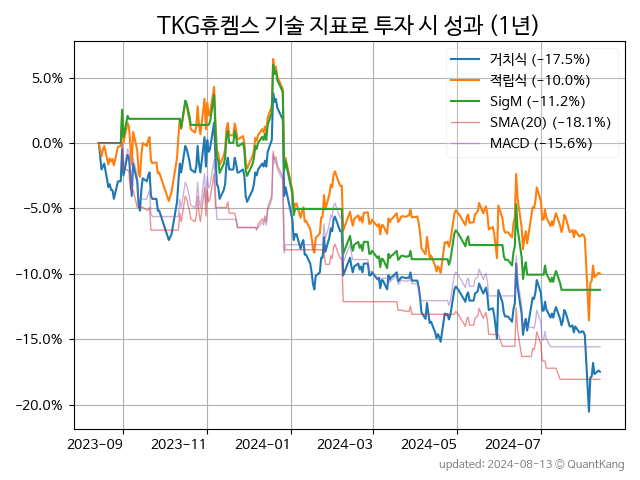 TKG휴켐스 기술 지표로 투자 시 성과 (1년)
거치식 (−17.5%)
적립식 (−10.0%)
SigM (−11.2%)
SMA(20) (−18.1%)
MACD (−15.6%)
5.0%
0.0%
−5.0%
−10.0%
−15.0%
−20.0%
2023-09
2023-11
2024-01
2024-03
2024-05
2024-07
updated: 2024-08-13 © QuantKang